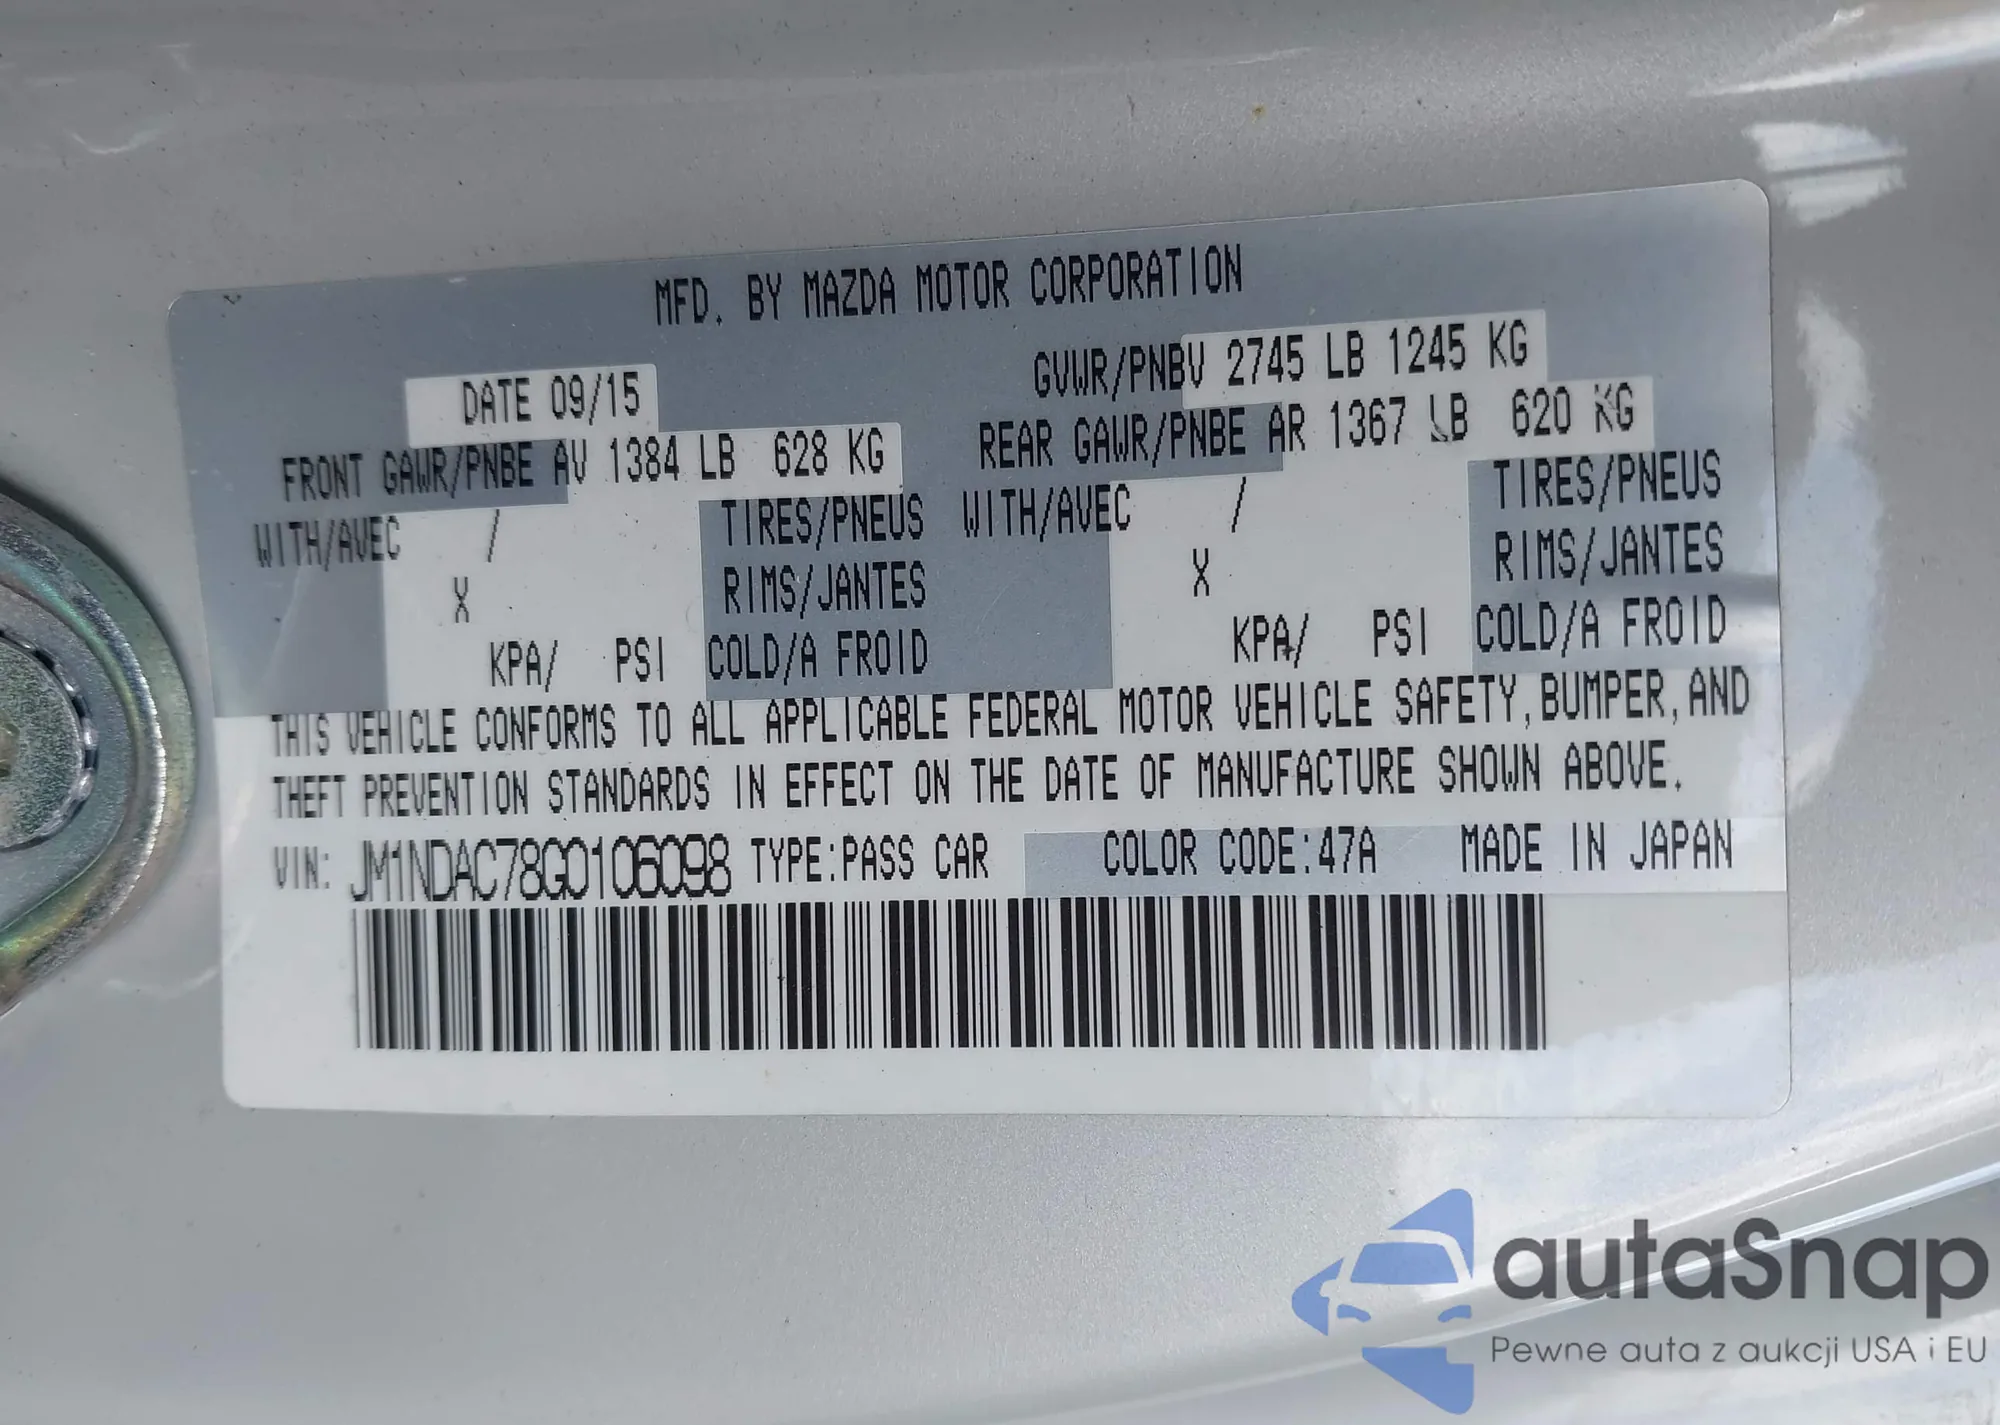 MFD. BY MAZDA MOTOR CORPORATION
DATE 09/15 GVWR/PNBV 2745 LB 1245 KG
FRONT GAWR/PNBE AV 1384 LB 628 KG REAR GAWR/PNBE AR 1367 LB 620 KG
WITH/AVEC / TIRES/PNEUS WITH/AVEC / TIRES/PNEUS
X RIMS/JANTES X RIMS/JANTES
KPA/ PSI COLD/A FROID KPA/ PSI COLD/A FROID
THIS VEHICLE CONFORMS TO ALL APPLICABLE FEDERAL MOTOR VEHICLE SAFETY, BUMPER, AND
THEFT PREVENTION STANDARDS IN EFFECT ON THE DATE OF MANUFACTURE SHOWN ABOVE.
VIN: JM1NDAC78G0106098 TYPE:PASS CAR COLOR CODE:47A MADE IN JAPAN
autaSnap
Pewne auta z aukcji USA i EU